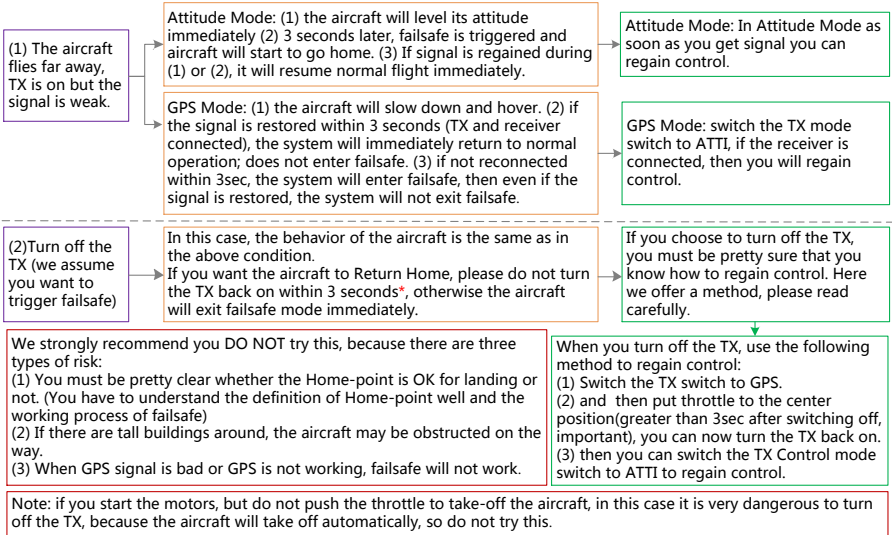 (1) The aircraft
flies far away,
TX is on but the
signal is weak.
Attitude Mode: (1) the aircraft will level its attitude
immediately (2) 3 seconds later, failsafe is triggered and
aircraft will start to go home. (3) If signal is regained during
(1) or (2), it will resume normal flight immediately.
Attitude Mode: In Attitude Mode as
soon as you get signal you can
regain control.
GPS Mode: (1) the aircraft will slow down and hover. (2) if
the signal is restored within 3 seconds (TX and receiver
connected), the system will immediately return to normal
operation; does not enter failsafe. (3) if not reconnected
within 3sec, the system will enter failsafe, then even if the
signal is restored, the system will not exit failsafe.
GPS Mode: switch the TX mode
switch to ATTI, if the receiver is
connected, then you will regain
control.
(2)Turn off the
TX (we assume
you want to
trigger failsafe)
In this case, the behavior of the aircraft is the same as in
the above condition.
If you want the aircraft to Return Home, please do not turn
the TX back on within 3 seconds*, otherwise the aircraft
will exit failsafe mode immediately.
If you choose to turn off the TX,
you must be pretty sure that you
know how to regain control. Here
we offer a method, please read
carefully.
We strongly recommend you DO NOT try this, because there are three
types of risk:
(1) You must be pretty clear whether the Home-point is OK for landing or
not. (You have to understand the definition of Home-point well and the
working process of failsafe)
(2) If there are tall buildings around, the aircraft may be obstructed on the
way.
(3) When GPS signal is bad or GPS is not working, failsafe will not work.
When you turn off the TX, use the following
method to regain control:
(1) Switch the TX switch to GPS.
(2) and then put throttle to the center
position(greater than 3sec after switching off,
important), you can now turn the TX back on.
(3) then you can switch the TX Control mode
switch to ATTI to regain control.
Note: if you start the motors, but do not push the throttle to take-off the aircraft, in this case it is very dangerous to turn
off the TX, because the aircraft will take off automatically, so do not try this.